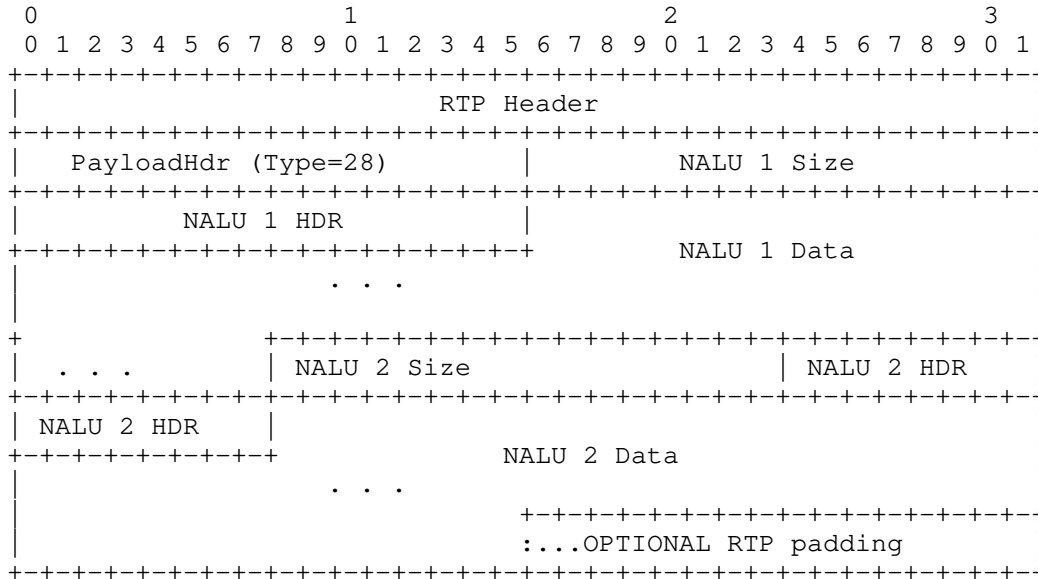 0                   1                   2                   3
 0 1 2 3 4 5 6 7 8 9 0 1 2 3 4 5 6 7 8 9 0 1 2 3 4 5 6 7 8 9 0 1
+-+-+-+-+-+-+-+-+-+-+-+-+-+-+-+-+-+-+-+-+-+-+-+-+-+-+-+-+-+-+-+--
|                          RTP Header
+-+-+-+-+-+-+-+-+-+-+-+-+-+-+-+-+-+-+-+-+-+-+-+-+-+-+-+-+-+-+-+--
|   PayloadHdr (Type=28)        |         NALU 1 Size
+-+-+-+-+-+-+-+-+-+-+-+-+-+-+-+-+-+-+-+-+-+-+-+-+-+-+-+-+-+-+-+--
|          NALU 1 HDR           |
+-+-+-+-+-+-+-+-+-+-+-+-+-+-+-+-+         NALU 1 Data
|                   . . .
|
+               +-+-+-+-+-+-+-+-+-+-+-+-+-+-+-+-+-+-+-+-+-+-+-+--
|  . . .        | NALU 2 Size                   | NALU 2 HDR
+-+-+-+-+-+-+-+-+-+-+-+-+-+-+-+-+-+-+-+-+-+-+-+-+-+-+-+-+-+-+-+--
| NALU 2 HDR    |
+-+-+-+-+-+-+-+-+              NALU 2 Data
|                   . . .
|                               +-+-+-+-+-+-+-+-+-+-+-+-+-+-+-+--
|                               :...OPTIONAL RTP padding
+-+-+-+-+-+-+-+-+-+-+-+-+-+-+-+-+-+-+-+-+-+-+-+-+-+-+-+-+-+-+-+--